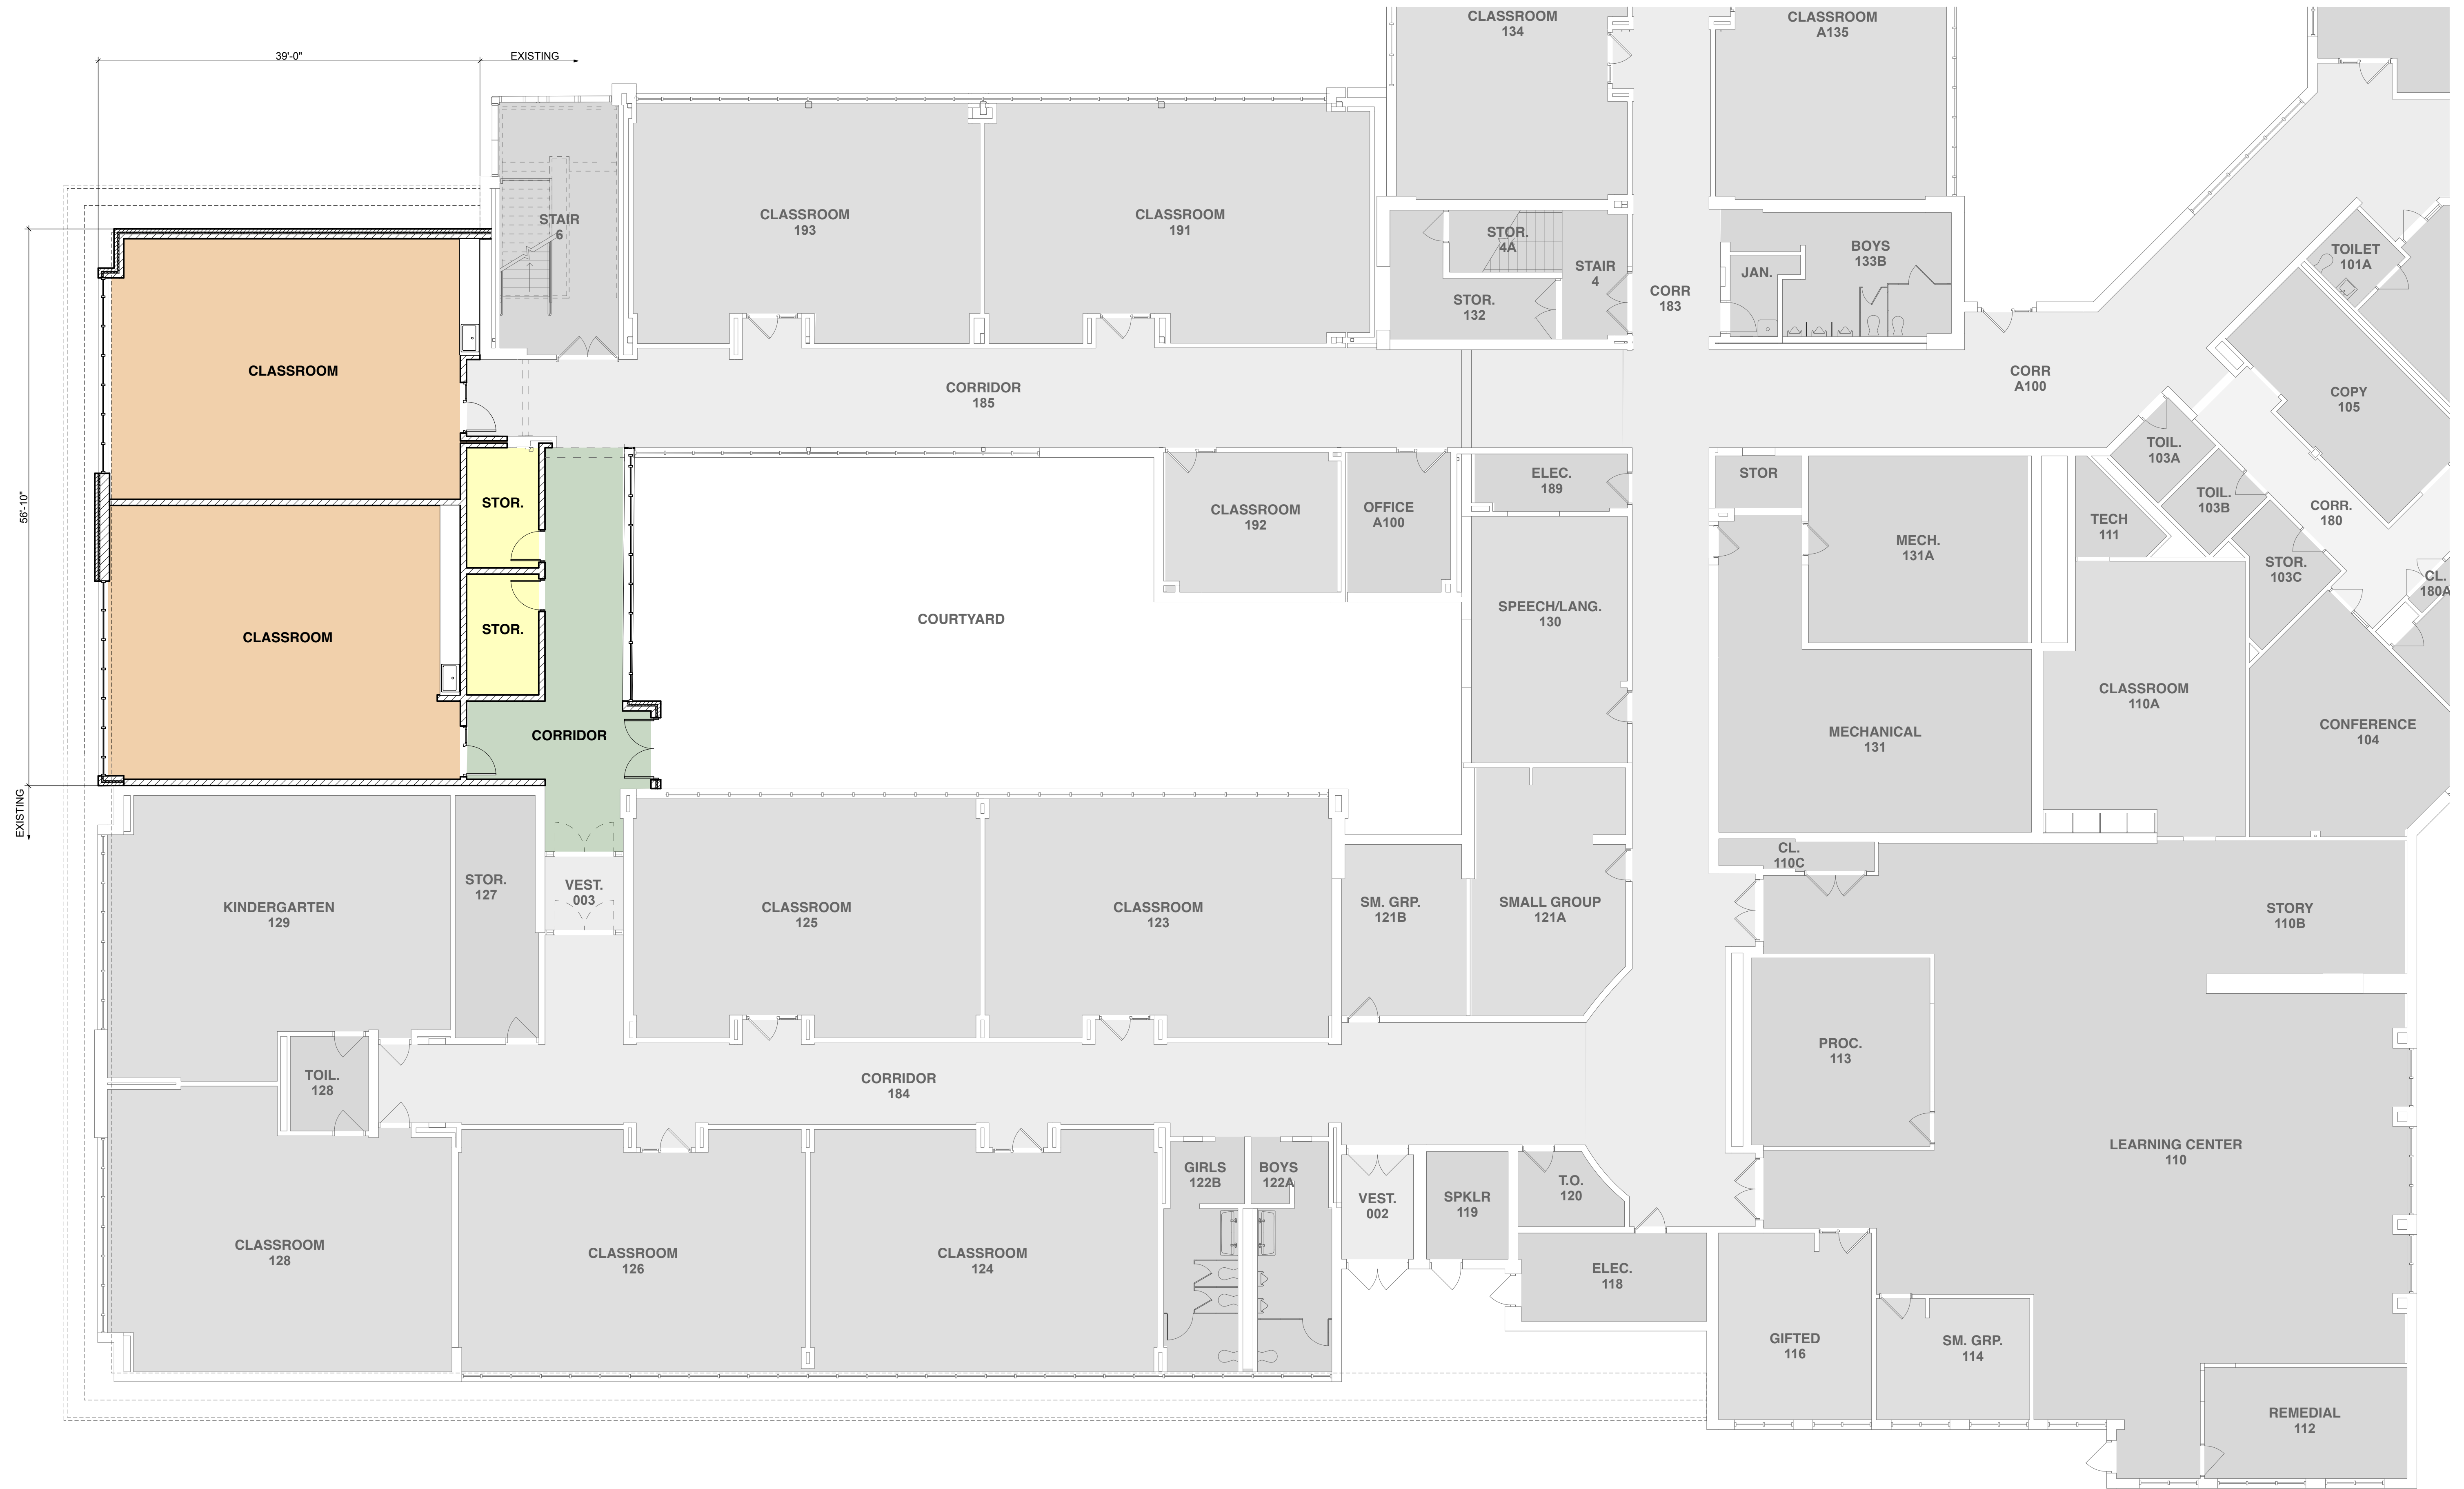 CLASSROOM
134
CLASSROOM
A135
39'-0"
EXISTING
STAIR
6
CLASSROOM
193
CLASSROOM
191
STOR.
4A
STAIR
4
STOR.
132
CORR
183
JAN.
BOYS
133B
TOILET
101A
CLASSROOM
CORRIDOR
185
CORR
A100
COPY
105
TOIL.
103A
TOIL.
103B
CORR.
180
STOR.
103C
CL.
180A
TECH
111
56'-10"
STOR.
CLASSROOM
192
OFFICE
A100
ELEC.
189
STOR
MECH.
131A
CLASSROOM
STOR.
COURTYARD
SPEECH/LANG.
130
CLASSROOM
110A
CONFERENCE
104
CORRIDOR
MECHANICAL
131
EXISTING
KINDERGARTEN
129
STOR.
127
VEST.
003
CLASSROOM
125
CLASSROOM
123
SM. GRP.
121B
SMALL GROUP
121A
CL.
110C
STORY
110B
TOIL.
128
CORRIDOR
184
PROC.
113
LEARNING CENTER
110
CLASSROOM
128
CLASSROOM
126
CLASSROOM
124
GIRLS
122B
BOYS
122A
VEST.
002
SPKLR
119
T.O.
120
ELEC.
118
GIFTED
116
SM. GRP.
114
REMEDIAL
112